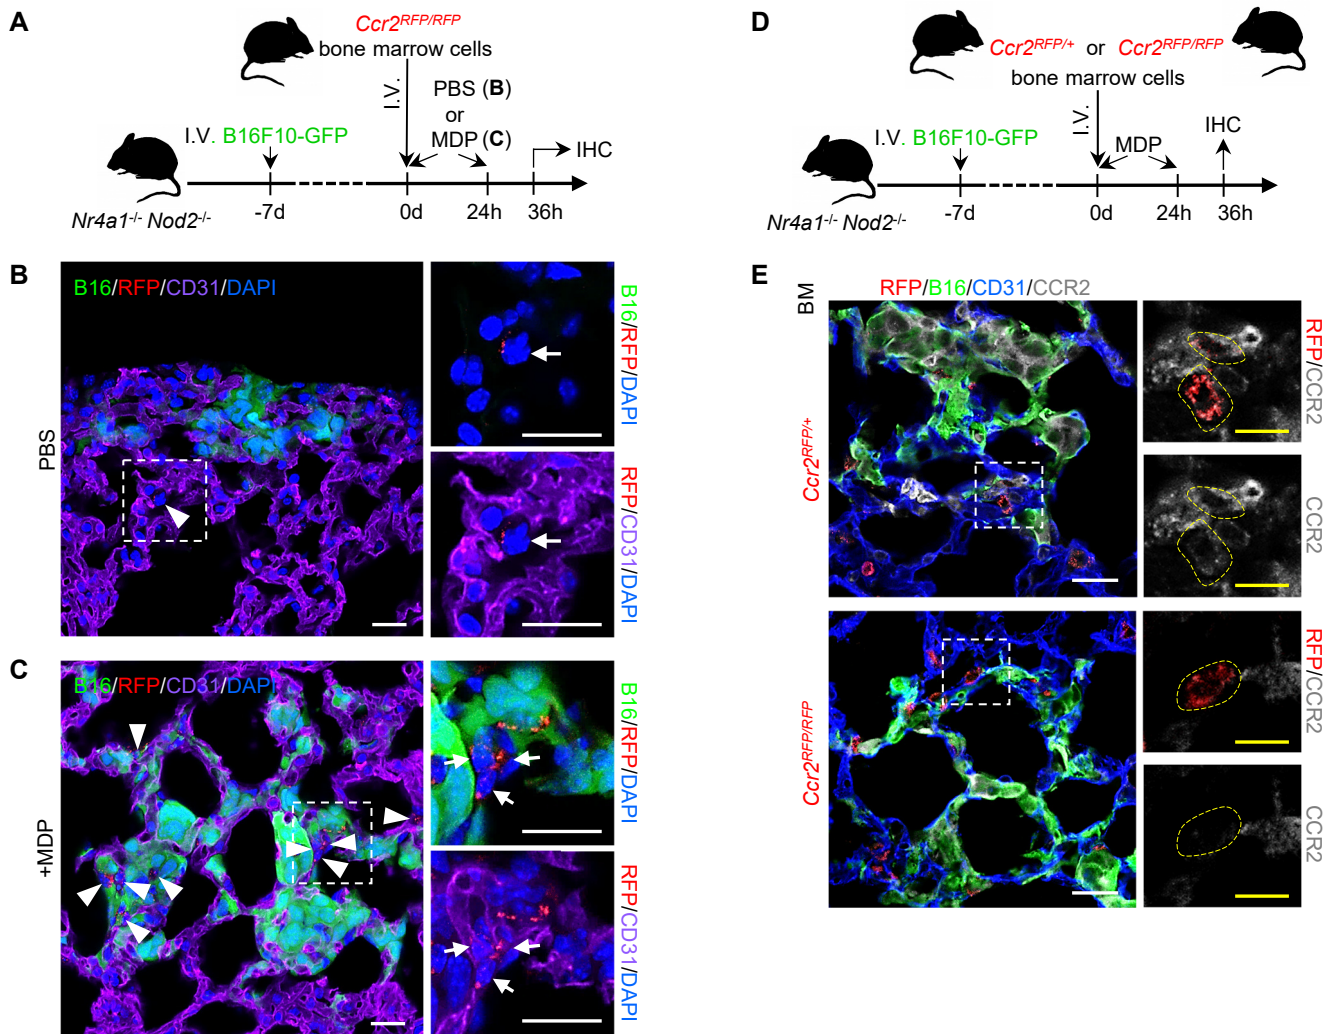 A
Ccr2RFP/RFP
bone marrow cells
I.V.
PBS (B)
or
MDP (C)
I.V. B16F10-GFP
IHC
-7d
0d
24h
36h
Nr4a1-/- Nod2-/-
B
B16/RFP/CD31/DAPI
PBS
B16/RFP/DAPI
RFP/CD31/DAPI
C
B16/RFP/CD31/DAPI
+MDP
B16/RFP/DAPI
RFP/CD31/DAPI
D
Ccr2RFP/+ or Ccr2RFP/RFP
bone marrow cells
I.V.
MDP
I.V. B16F10-GFP
IHC
-7d
0d
24h
36h
Nr4a1-/- Nod2-/-
E
BM
RFP/B16/CD31/CCR2
Ccr2RFP/+
RFP/CCR2
CCR2
Ccr2RFP/RFP
RFP/CCR2
CCR2